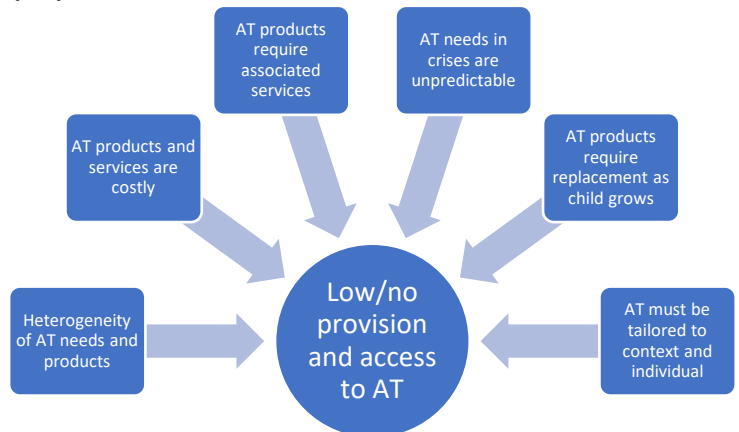 AT products
require
associated
services
AT needs in
crises are
unpredictable
AT products and
services are
costly
AT products
require
replacement as
child grows
Heterogeneity
of AT needs and
products
Low/no
provision
and access
to AT
AT must be
tailored to
context and
individual